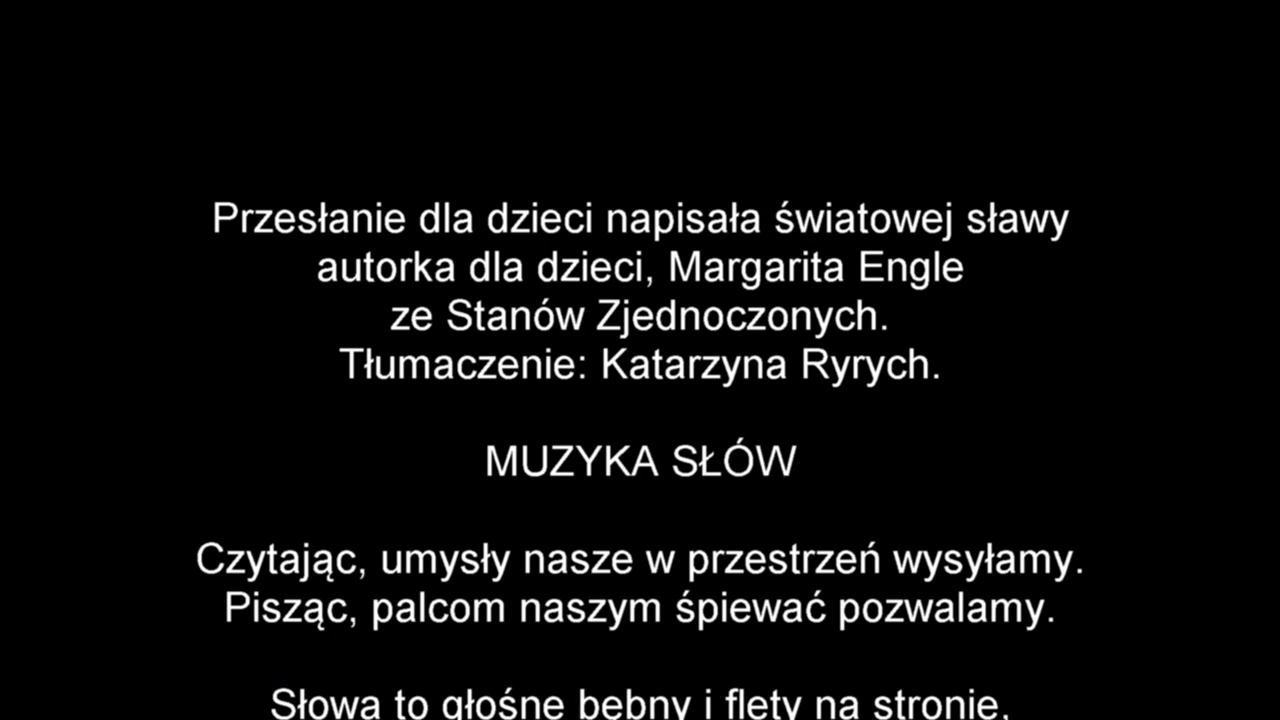 Przesłanie dla dzieci napisała światowej sławy
autorka dla dzieci, Margarita Engle
ze Stanów Zjednoczonych.
Tłumaczenie: Katarzyna Ryrych.
MUZYKA SŁÓW
Czytając, umysły nasze w przestrzeń wysyłamy.
Pisząc, palcom naszym śpiewać pozwalamy.
Słowa to głośne bębny i flety na stronie,